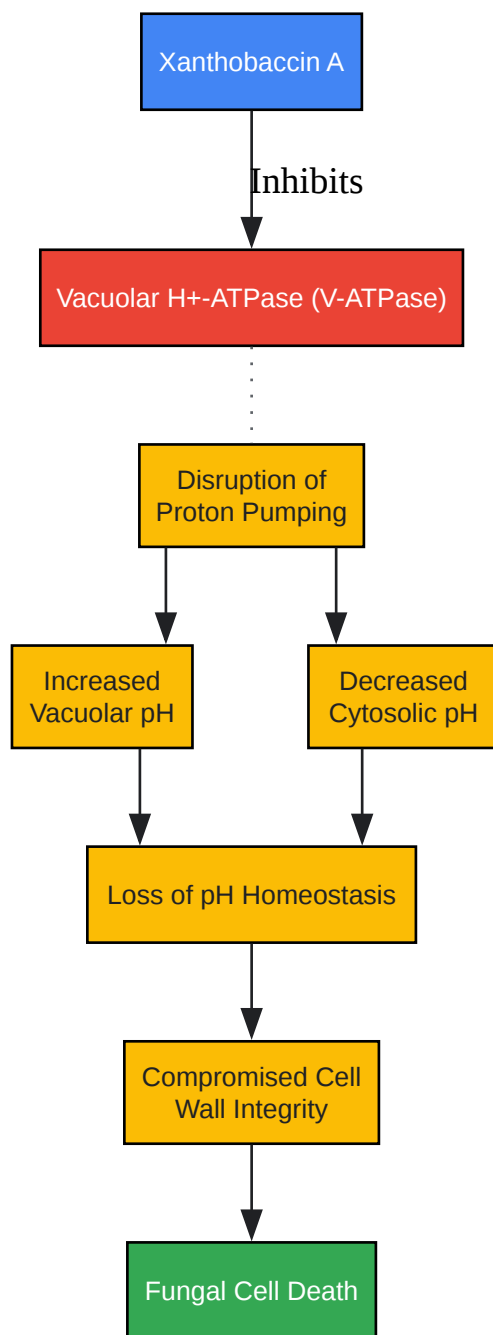 Xanthobaccin A
Inhibits
Vacuolar H+-ATPase (V-ATPase)
Disruption of
Proton Pumping
Increased
Vacuolar pH
Decreased
Cytosolic pH
Loss of pH Homeostasis
Compromised Cell
Wall Integrity
Fungal Cell Death